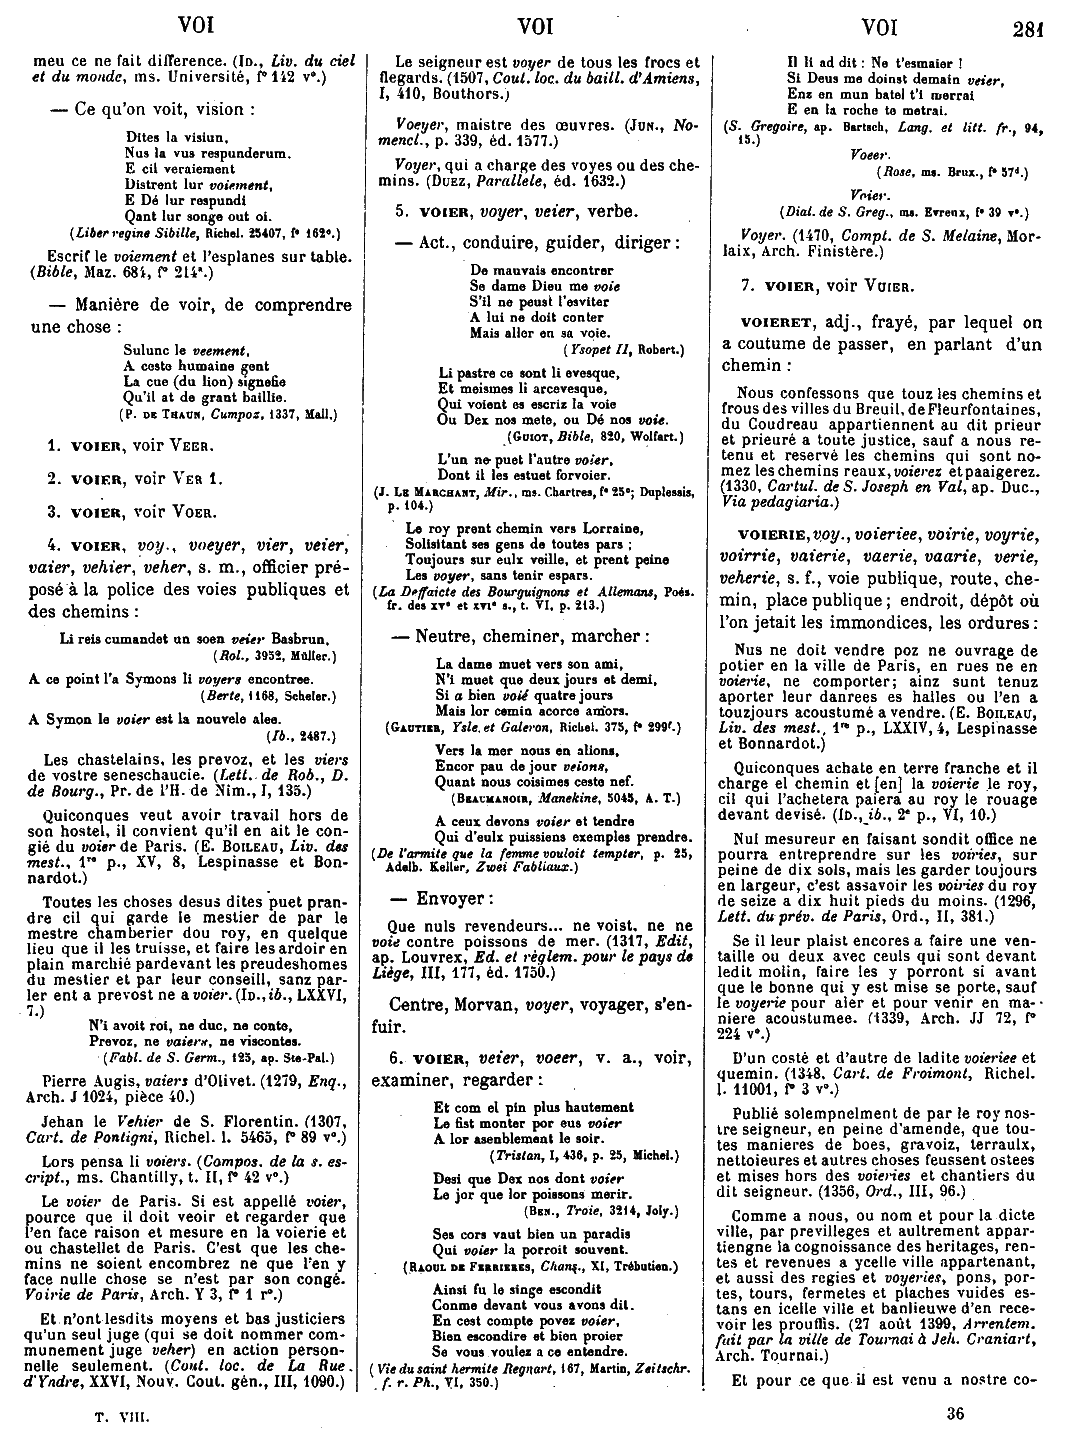 VOI
VOI
VOI
281
meu ce ne fait difference. (ID., Liv. du ciel
et du monde, ms. Université, f° 142 v°.)
— Ce qu'on voit, vision :
Dites la visiun,
Nus la vus respunderum.
E cil veraiement
Distrent lur voiement,
E Dé lur respundi
Qant lur songe out oi.
(Liber regine Sibille, Richel. 25407, f° 162°.)
Escrif le voiement et l'esplanes sur table.
(Bible, Maz. 684, f° 214ª.)
— Manière de voir, de comprendre
une chose :
Sulunc le veement,
A ceste humaine gent
La cue (du lion) signefie
Qu'il at de grant baillie.
(P. DE THAUN, Cumpoz, 1337, Mall.)
1. VOIER, voir VEER.
2. VOIER, voir VER 1.
3. VOIER, voir VOER.
4. VOIER, voy., voeyer, vier, veier,
vaier, vehier, veher, s. m., officier pré-
posé à la police des voies publiques et
des chemins :
Li reis cumandet un soen veier Basbrun.
(Rol., 3952, Müller.)
A ce point l'a Symons li voyers encontree.
(Berte, 1168, Scheler.)
A Symon le voier est la nouvele alee.
(Ib., 2487.)
Les chastelains, les prevoz, et les viers
de vostre seneschaucie. (Lett. de Rob., D.
de Bourg., Pr. de l'H. de Nim., I, 135.)
Quiconques veut avoir travail hors de
son hostel, il convient qu'il en ait le con-
gié du voier de Paris. (E. BOILEAU, Liv. des
mest., 1re p., XV, 8, Lespinasse et Bon-
nardot.)
Toutes les choses desus dites puet pran-
dre cil qui garde le mestier de par le
mestre chamberier dou roy, en quelque
lieu que il les truisse, et faire les ardoir en
plain marchié pardevant les preudeshomes
du mestier et par leur conseill, sanz par-
ler ent a prevost ne a voier. (ID., ib., LXXVI,
7.)
N'i avoit roi, ne duc, ne conte,
Prevoz, ne vaiers, ne viscontes.
(Fabl. de S. Germ., 125, ap. Ste-Pal.)
Pierre Augis, vaiers d'Olivet. (1279, Enq.,
Arch. J 1024, pièce 40.)
Jehan le Vehier de S. Florentin. (1307,
Cart. de Pontigni, Richel. l. 5465, f° 89 v°.)
Lors pensa li voiers. (Compos. de la s. es-
cript., ms. Chantilly, t. II, f° 42 v°.)
Le voier de Paris. Si est appellé voier,
pource que il doit veoir et regarder que
l'en face raison et mesure en la voierie et
ou chastellet de Paris. C'est que les che-
mins ne soient encombrez ne que l'en y
face nulle chose se n'est par son congé.
Voirie de Paris, Arch. Y 3, f° 1 r°.)
Et n'ont lesdits moyens et bas justiciers
qu'un seul juge (qui se doit nommer com-
munement juge veher) en action person-
nelle seulement. (Cout. loc. de La Rue
d'Yndre, XXVI, Nouv. Cout. gén., III, 1090.)
Le seigneur est voyer de tous les frocs et
flegards. (1507, Coul. loc. du baill. d'Amiens,
I, 410, Bouthors.)
Voeyer, maistre des œuvres. (JUN., No-
mencl., p. 339, éd. 1577.)
Voyer, qui a charge des voyes ou des che-
mins. (DUEZ, Parallele, éd. 1632.)
5. VOIER, voyer, veier, verbe.
— Act., conduire, guider, diriger :
De mauvais encontrer
Se dame Dieu me voie
S'il ne peust l'esviter
A lui ne doit conter
Mais aller en sa voie.
(Ysopet II, Robert.)
Li pastre ce sont li evesque,
Et meismes li arcevesque,
Qui voient es escriz la voie
Ou Dex nos mete, ou Dé nos voie.
(GUIOT, Bible, 820, Wolfart.)
L'un ne puet l'autre voier,
Dont il les estuet forvoier.
(J. LE MARCHANT, Mir., ms. Chartres, f° 25°; Duplessis,
p. 104.)
Le roy prent chemin vers Lorraine,
Solisitant ses gens de toutes pars ;
Toujours sur eulx veille, et prent peine
Les voyer, sans tenir espars.
(La Deffaicte des Bourguignons et Allemans, Poés.
fr. des XVe et XVIe s., t. VI, p. 213.)
— Neutre, cheminer, marcher :
La dame muet vers son ami,
N'i muet que deux jours et demi,
Si a bien voié quatre jours
Mais lor cemin acorce amors.
(GAUTIER, Ysle et Galeron, Richel. 375, f° 299f.)
Vers la mer nous en alions,
Encor pau de jour veions,
Quant nous coisimes ceste nef.
(BEAUMANOIR, Manekine, 5045, A. T.)
A ceux devons voier et tendre
Qui d'eulx puissiens exemples prendre.
(De l'armite que la femme vouloit tempter, p. 25,
Adelb. Keller, Zwei Fabliaux.)
— Envoyer :
Que nuls revendeurs... ne voist, ne ne
voie contre poissons de mer. (1317, Edit,
ap. Louvrex, Ed. et règlem. pour le pays de
Liège, III, 177, éd. 1750.)
Centre, Morvan, voyer, voyager, s'en-
fuir.
6. VOIER, veier, voeer, v. a., voir,
examiner, regarder :
Et com el pin plus hautement
Le fist monter por eus voier
A lor asenblement le soir.
(Tristan, I, 436, p. 25, Michel.)
Desi que Dex nos dont voier
Le jor que lor poissons merir.
(BEN., Troie, 3214, Joly.)
Ses cors vaut bien un paradis
Qui voier la porroit souvent.
(RAOUL DE FERRIERES, Chans., XI, Trébutien.)
Ainsi fu le singe escondit
Conme devant vous avons dit.
En cest compte povez voier,
Bien escondire et bien proier
Se vous voulez a ce entendre.
(Vie du saint hermite Regnart, 167, Martin, Zeitschr.
f. r. Ph., VI, 350.)
Il li ad dit : Ne t'esmaier !
Si Deus me doinst demain veier,
Enz en mun batel t'i merrai
E en la roche te metrai.
(S. Gregoire, ap. Bartsch, Lang. et litt. fr., 94,
15.)
Voeer.
(Rose, ms. Brux., f° 57d.)
Veier.
(Dial. de S. Greg., ms. Evreux, f° 39 v°.)
Voyer. (1470, Compt. de S. Melaine, Mor-
laix, Arch. Finistère.)
7. VOIER, voir VUIER.
VOIERET, adj., frayé, par lequel on
a coutume de passer, en parlant d'un
chemin :
Nous confessons que touz les chemins et
frous des villes du Breuil, de Fleurfontaines,
du Coudreau appartiennent au dit prieur
et prieuré a toute justice, sauf a nous re-
tenu et reservé les chemins qui sont no-
mez les chemins reaux, voierez et paaigerez.
(1330, Cartul. de S. Joseph en Val, ap. Duc.,
Via pedagiaria.)
VOIERIE, voy., voieriee, voirie, voyrie,
voirrie, vaierie, vaerie, vaarie, verie,
veherie, s. f., voie publique, route, che-
min, place publique ; endroit, dépôt où
l'on jetait les immondices, les ordures :
Nus ne doit vendre poz ne ouvrage de
potier en la ville de Paris, en rues ne en
voierie, ne comporter; ainz sunt tenuz
aporter leur danrees es halles ou l'en a
touzjors acoustumé a vendre. (E. BOILEAU,
Liv. des mest., 1re p., LXXIV, 4, Lespinasse
et Bonnardot.)
Quiconques achate en terre franche et il
charge el chemin et [en] la voierie le roy,
cil qui l'achetera paiera au roy le rouage
devant devisé. (ID., ib., 2e p., VI, 10.)
Nul mesureur en faisant sondit office ne
pourra entreprendre sur les voiries, sur
peine de dix sols, mais les garder toujours
en largeur, c'est assavoir les voiries du roy
de seize a dix huit pieds du moins. (1296,
Lett. du prév. de Paris, Ord., II, 381.)
Se il leur plaist encores a faire une ven-
taille ou deux avec ceuls qui sont devant
ledit molin, faire les y porront si avant
que le bonne qui y est mise se porte, sauf
le voyerie pour aler et pour venir en ma-
niere acoustumee. (1339, Arch. JJ 72, f°
224 v°.)
D'un costé et d'autre de ladite voieriee et
quemin. (1348, Cart. de Froimont, Richel.
l. 11001, f° 3 v°.)
Publié solempnelment de par le roy nos-
tre seigneur, en peine d'amende, que tou-
tes manieres de boes, gravoiz, terraulx,
nettoieures et autres choses feussent ostees
et mises hors des voieries et chantiers du
dit seigneur. (1356, Ord., III, 96.)
Comme a nous, ou nom et pour la dicte
ville, par previlleges et aultrement appar-
tiengne la cognoissance des heritages, ren-
tes et revenues a ycelle ville appartenant,
et aussi des regies et voyeries, pons, por-
tes, tours, fermetes et plaches vuides es-
tans en icelle ville et banlieuwe d'en rece-
voir les prouffis. (27 août 1399, Arrentem.
fait par la ville de Tournai à Jeh. Craniart,
Arch. Tournai.)
Et pour ce que il est venu a nostre co-
T. VIII.
36